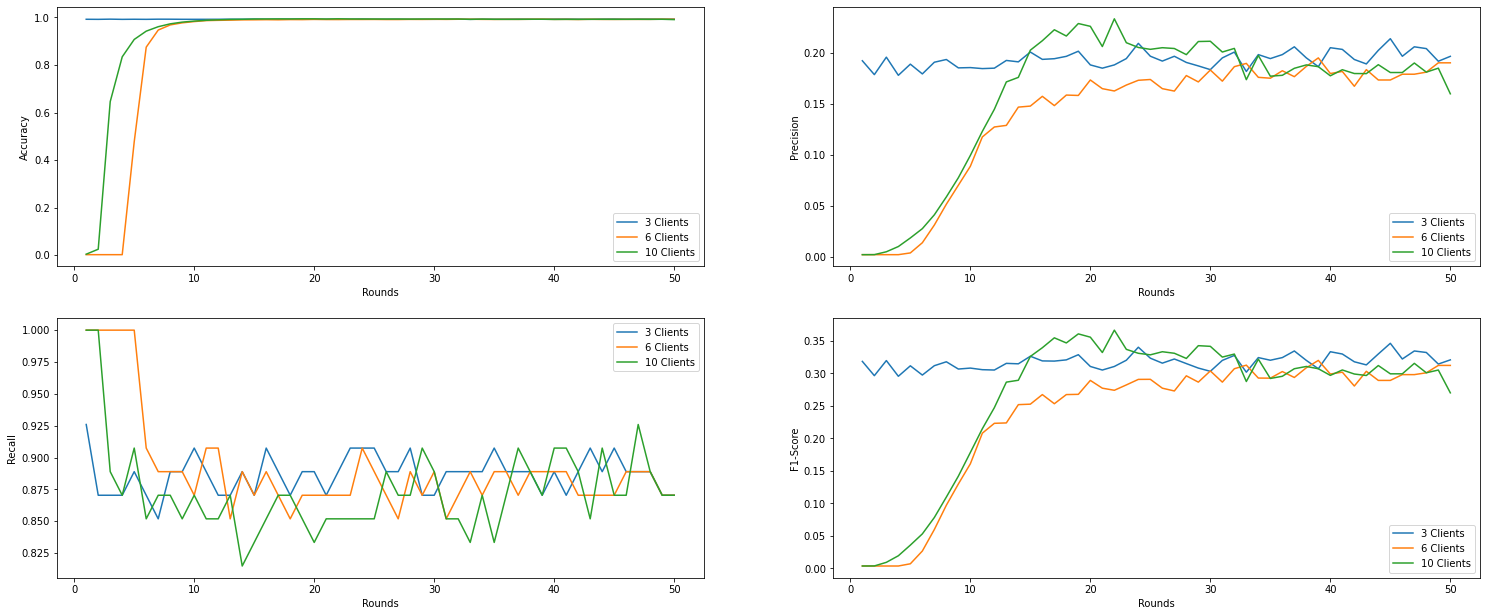 1.0
0.8
0.6
0.4
0.2
0.0
Accuracy
0
10
20
30
40
50
Rounds
3 Clients
6 Clients
10 Clients
0.20
0.15
0.10
0.05
0.00
Precision
0
10
20
30
40
50
Rounds
3 Clients
6 Clients
10 Clients
1.000
0.975
0.950
0.925
0.900
0.875
0.850
0.825
Recall
0
10
20
30
40
50
Rounds
3 Clients
6 Clients
10 Clients
0.35
0.30
0.25
0.20
0.15
0.10
0.05
0.00
F1-Score
0
10
20
30
40
50
Rounds
3 Clients
6 Clients
10 Clients